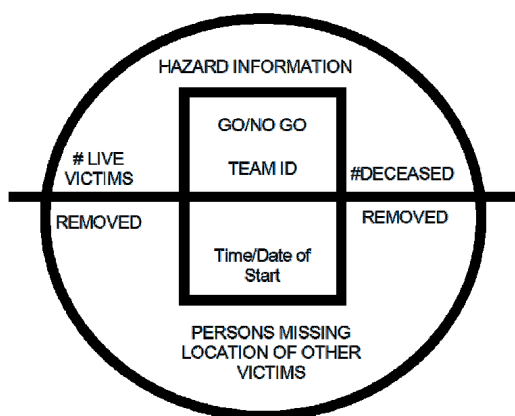 HAZARD INFORMATION
GO/NO GO
TEAM ID
# LIVE
VICTIMS
REMOVED
#DECEASED
REMOVED
Time/Date of
Start
PERSONS MISSING
LOCATION OF OTHER
VICTIMS